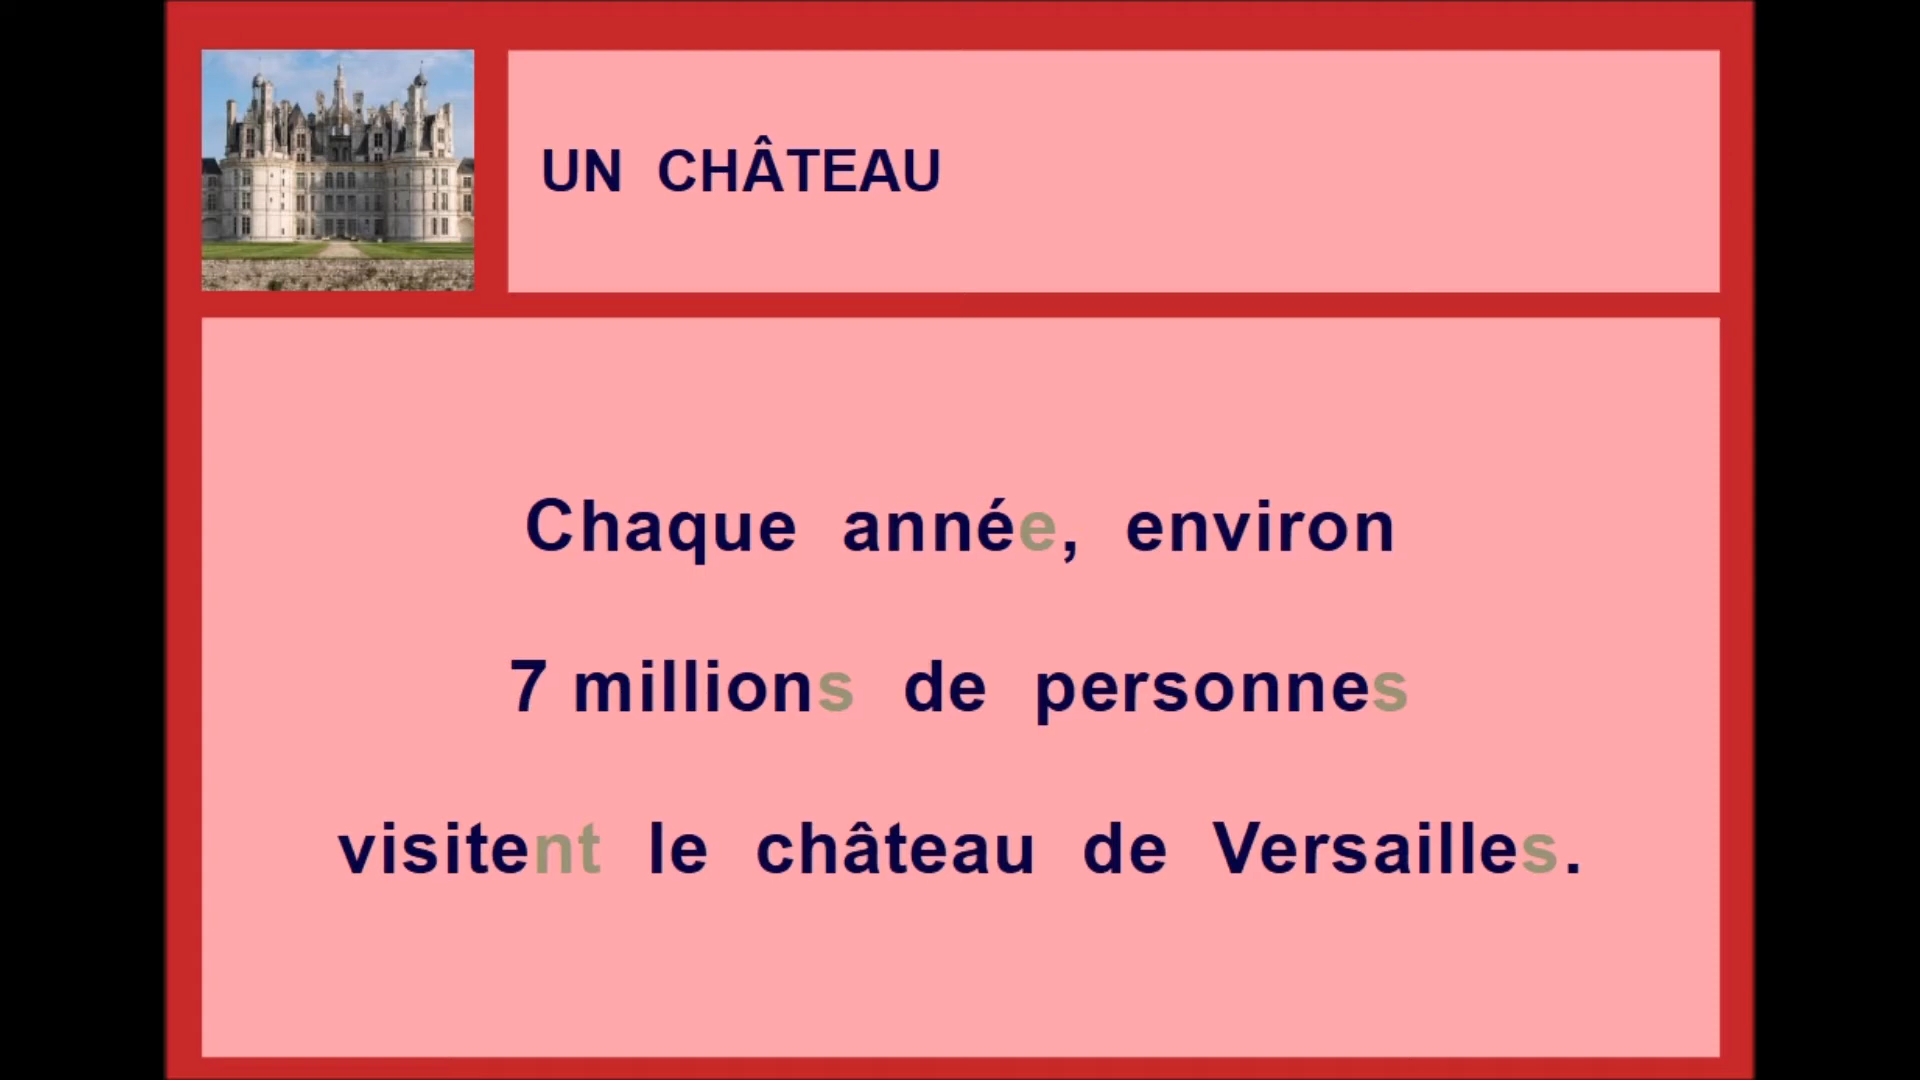 UN CHÂTEAU
Chaque année, environ
7 millions de personnes
visitent le château de Versailles.